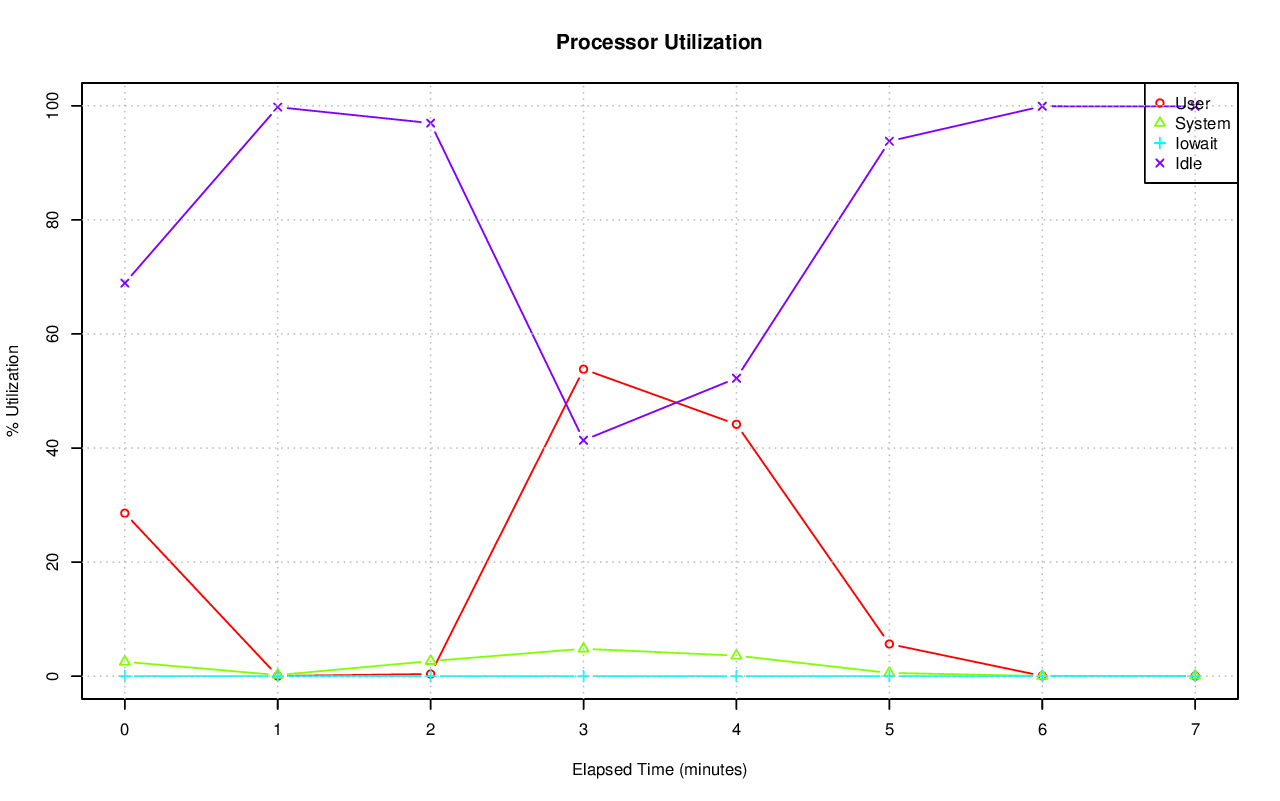 Processor Utilization
% Utilization
100
80
60
40
20
0
User
System
Iowait
Idle
0 1 2 3 4 5 6 7
Elapsed Time (minutes)